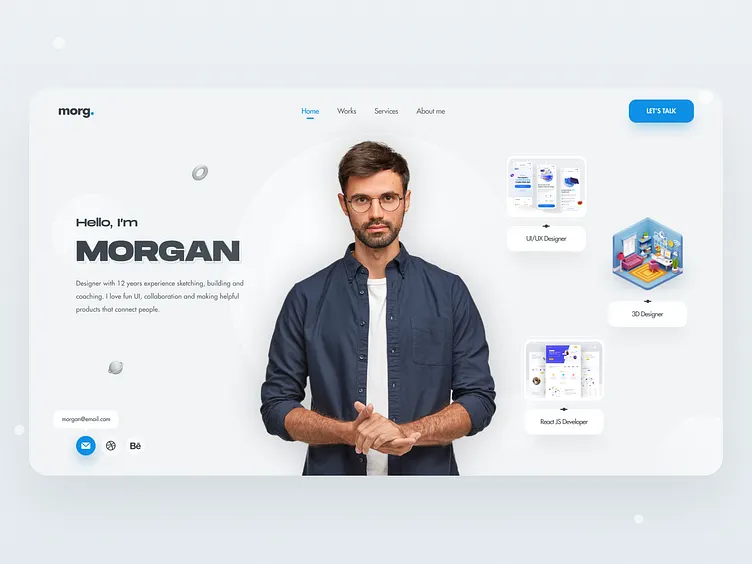 morg.
Home
Works
Services
About me
LET'S TALK
Hello, I'm
MORGAN
Designer with 12 years experience sketching, building and
coaching. I love fun UI, collaboration and making helpful
products that connect people.
UI/UX Designer
3D Designer
React JS Developer
morgan@email.com
Bē